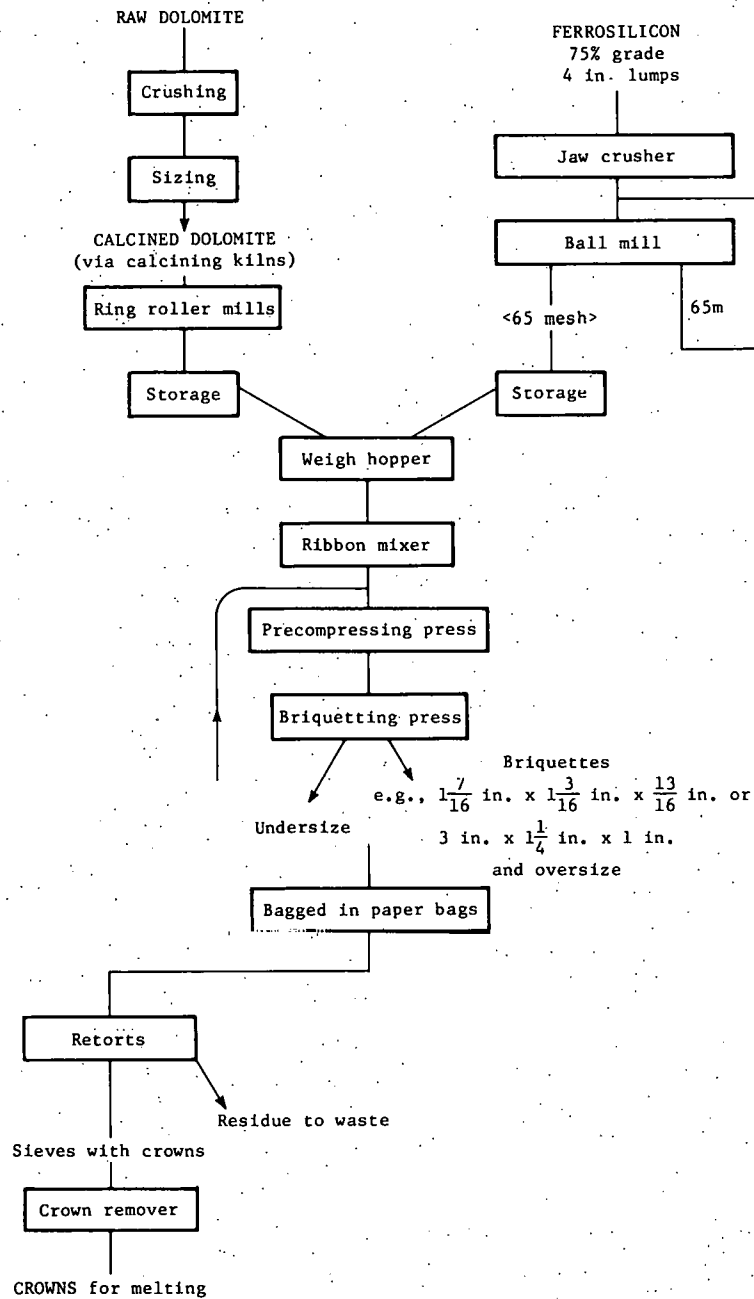 RAW DOLOMITE
Crushing
Sizing
CALCINED DOLOMITE
(via calcining kilns)
Ring roller mills
Storage
FERROSILICON
75% grade
4 in. lumps
Jaw crusher
Ball mill
<65 mesh>
65m
Storage
Weigh hopper
Ribbon mixer
Precompressing press
Briquetting press
Undersize
Briquettes
e.g., 1 7/16 in. x 1 3/16 in. x 13/16 in. or
3 in. x 1 1/4 in. x 1 in.
and oversize
Bagged in paper bags
Retorts
Residue to waste
Sieves with crowns
Crown remover
CROWNS for melting